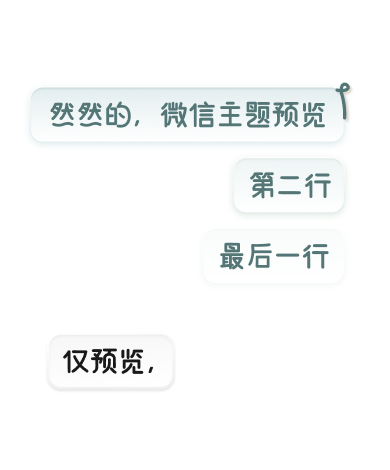 然然的，微信主题预览
第二行
最后一行
仅预览，